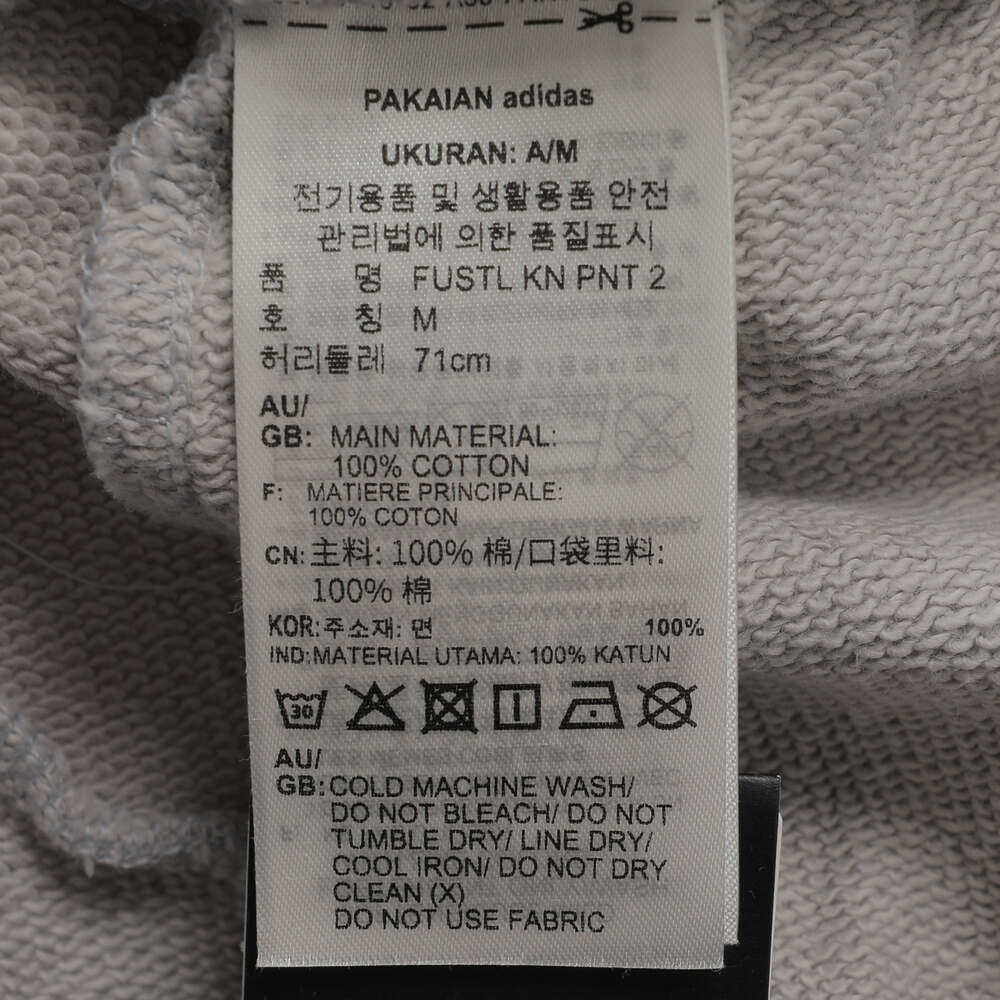 PAKAIAN adidas
UKURAN: A/M
전기용품 및 생활용품 안전
관리법에 의한 품질표시
품 명 FUSTL KN PNT 2
호 칭 M
허리둘레 71cm
AU/
GB: MAIN MATERIAL:
100% COTTON
F: MATIERE PRINCIPALE:
100% COTON
CN: 主料: 100% 棉/口袋里料:
100% 棉
KOR: 주소재: 면 100%
IND: MATERIAL UTAMA: 100% KATUN
30
AU/
GB: COLD MACHINE WASH/
DO NOT BLEACH/ DO NOT
TUMBLE DRY/ LINE DRY/
COOL IRON/ DO NOT DRY
CLEAN (X)
DO NOT USE FABRIC